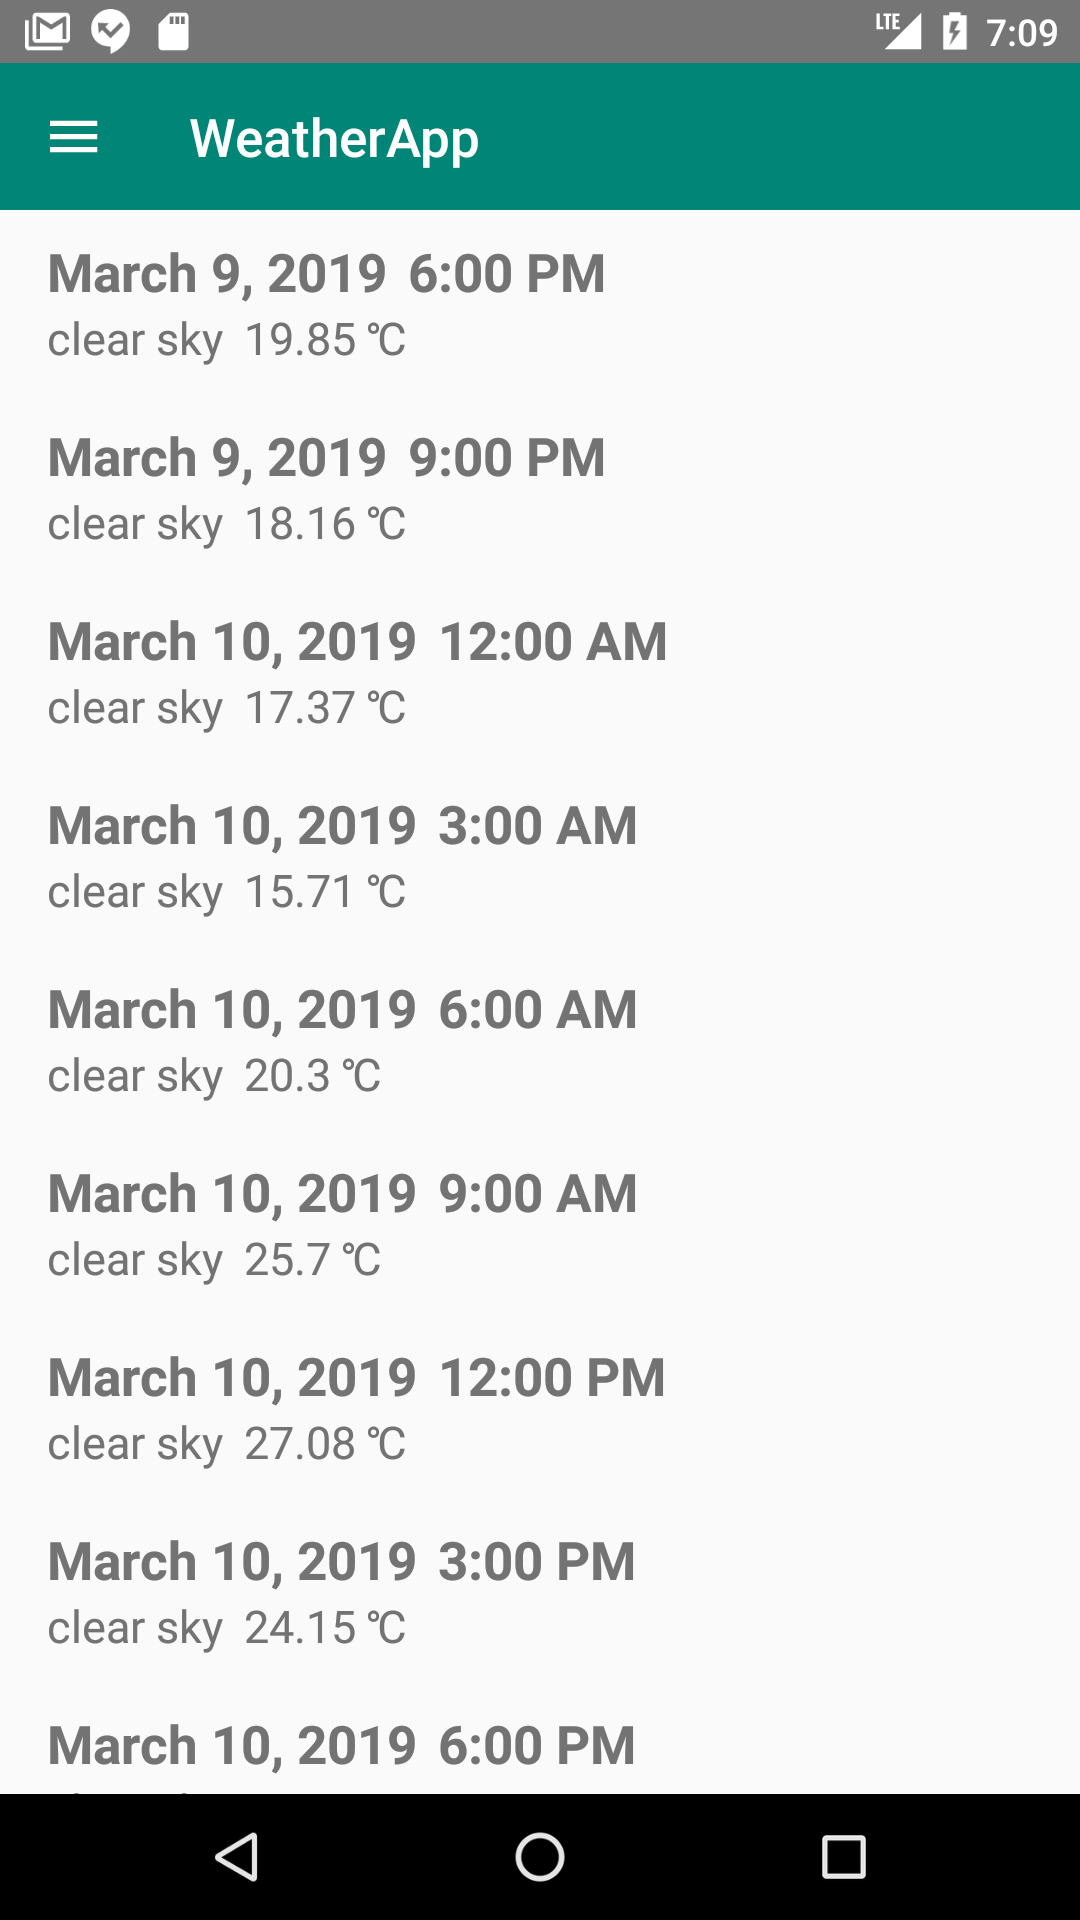 LTE 7:09
WeatherApp
March 9, 2019 6:00 PM
clear sky 19.85 ℃
March 9, 2019 9:00 PM
clear sky 18.16 ℃
March 10, 2019 12:00 AM
clear sky 17.37 ℃
March 10, 2019 3:00 AM
clear sky 15.71 ℃
March 10, 2019 6:00 AM
clear sky 20.3 ℃
March 10, 2019 9:00 AM
clear sky 25.7 ℃
March 10, 2019 12:00 PM
clear sky 27.08 ℃
March 10, 2019 3:00 PM
clear sky 24.15 ℃
March 10, 2019 6:00 PM